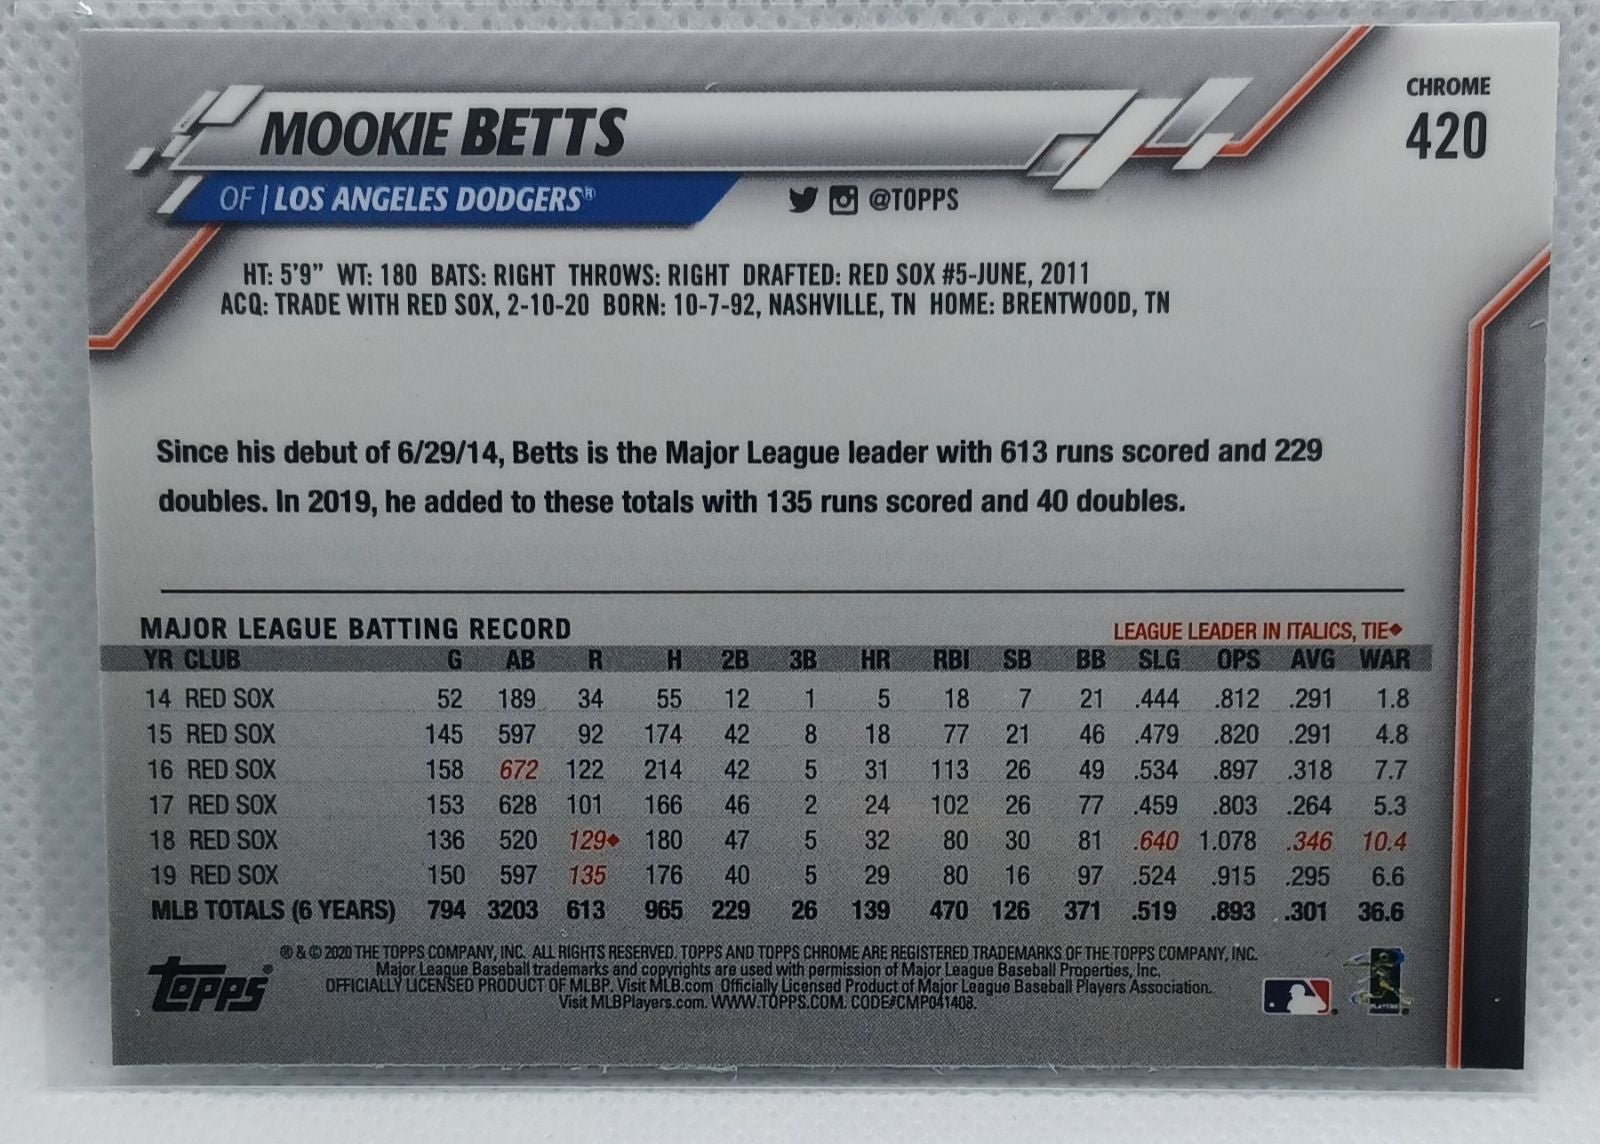 CHROME
420
MOOKIE BETTS
OF | LOS ANGELES DODGERS®
@TOPPS
HT: 5'9" WT: 180 BATS: RIGHT THROWS: RIGHT DRAFTED: RED SOX #5-JUNE, 2011
ACQ: TRADE WITH RED SOX, 2-10-20 BORN: 10-7-92, NASHVILLE, TN HOME: BRENTWOOD, TN
Since his debut of 6/29/14, Betts is the Major League leader with 613 runs scored and 229
doubles. In 2019, he added to these totals with 135 runs scored and 40 doubles.
MAJOR LEAGUE BATTING RECORD LEAGUE LEADER IN ITALICS, TIE◆
YR CLUB G AB R H 2B 3B HR RBI SB BB SLG OPS AVG WAR
14 RED SOX 52 189 34 55 12 1 5 18 7 21 .444 .812 .291 1.8
15 RED SOX 145 597 92 174 42 8 18 77 21 46 .479 .820 .291 4.8
16 RED SOX 158 672 122 214 42 5 31 113 26 49 .534 .897 .318 7.7
17 RED SOX 153 628 101 166 46 2 24 102 26 77 .459 .803 .264 5.3
18 RED SOX 136 520 129◆ 180 47 5 32 80 30 81 .640 1.078 .346 10.4
19 RED SOX 150 597 135 176 40 5 29 80 16 97 .524 .915 .295 6.6
MLB TOTALS (6 YEARS) 794 3203 613 965 229 26 139 470 126 371 .519 .893 .301 36.6
® & © 2020 THE TOPPS COMPANY, INC. ALL RIGHTS RESERVED. TOPPS AND TOPPS CHROME ARE REGISTERED TRADEMARKS OF THE TOPPS COMPANY, INC.
Major League Baseball trademarks and copyrights are used with permission of Major League Baseball Properties, Inc.
OFFICIALLY LICENSED PRODUCT OF MLBP. Visit MLB.com Officially Licensed Product of Major League Baseball Players Association.
Visit MLBPlayers.com. WWW.TOPPS.COM. CODE#CMP041408.
Topps®